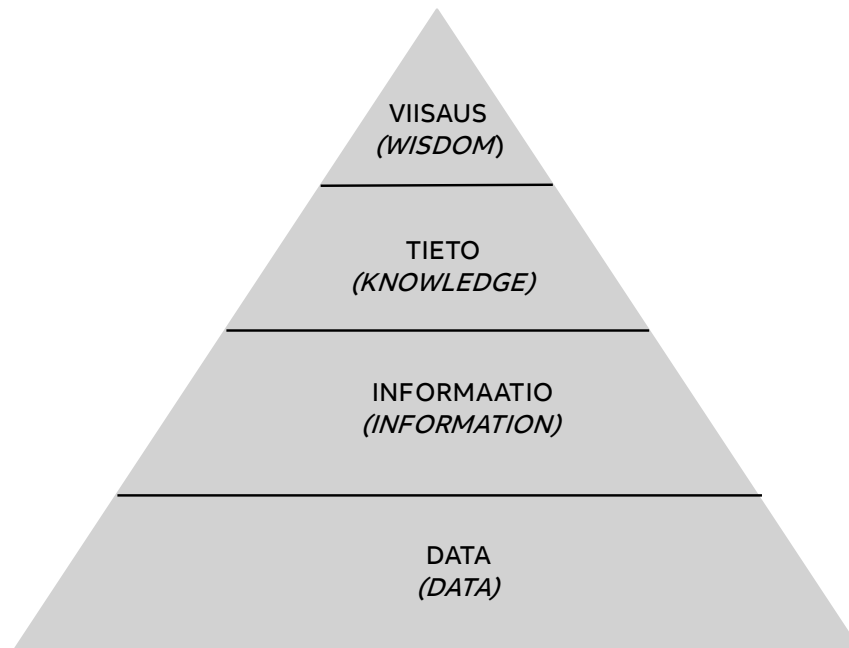 VIISAUS
(WISDOM)
TIETO
(KNOWLEDGE)
INFORMAATIO
(INFORMATION)
DATA
(DATA)